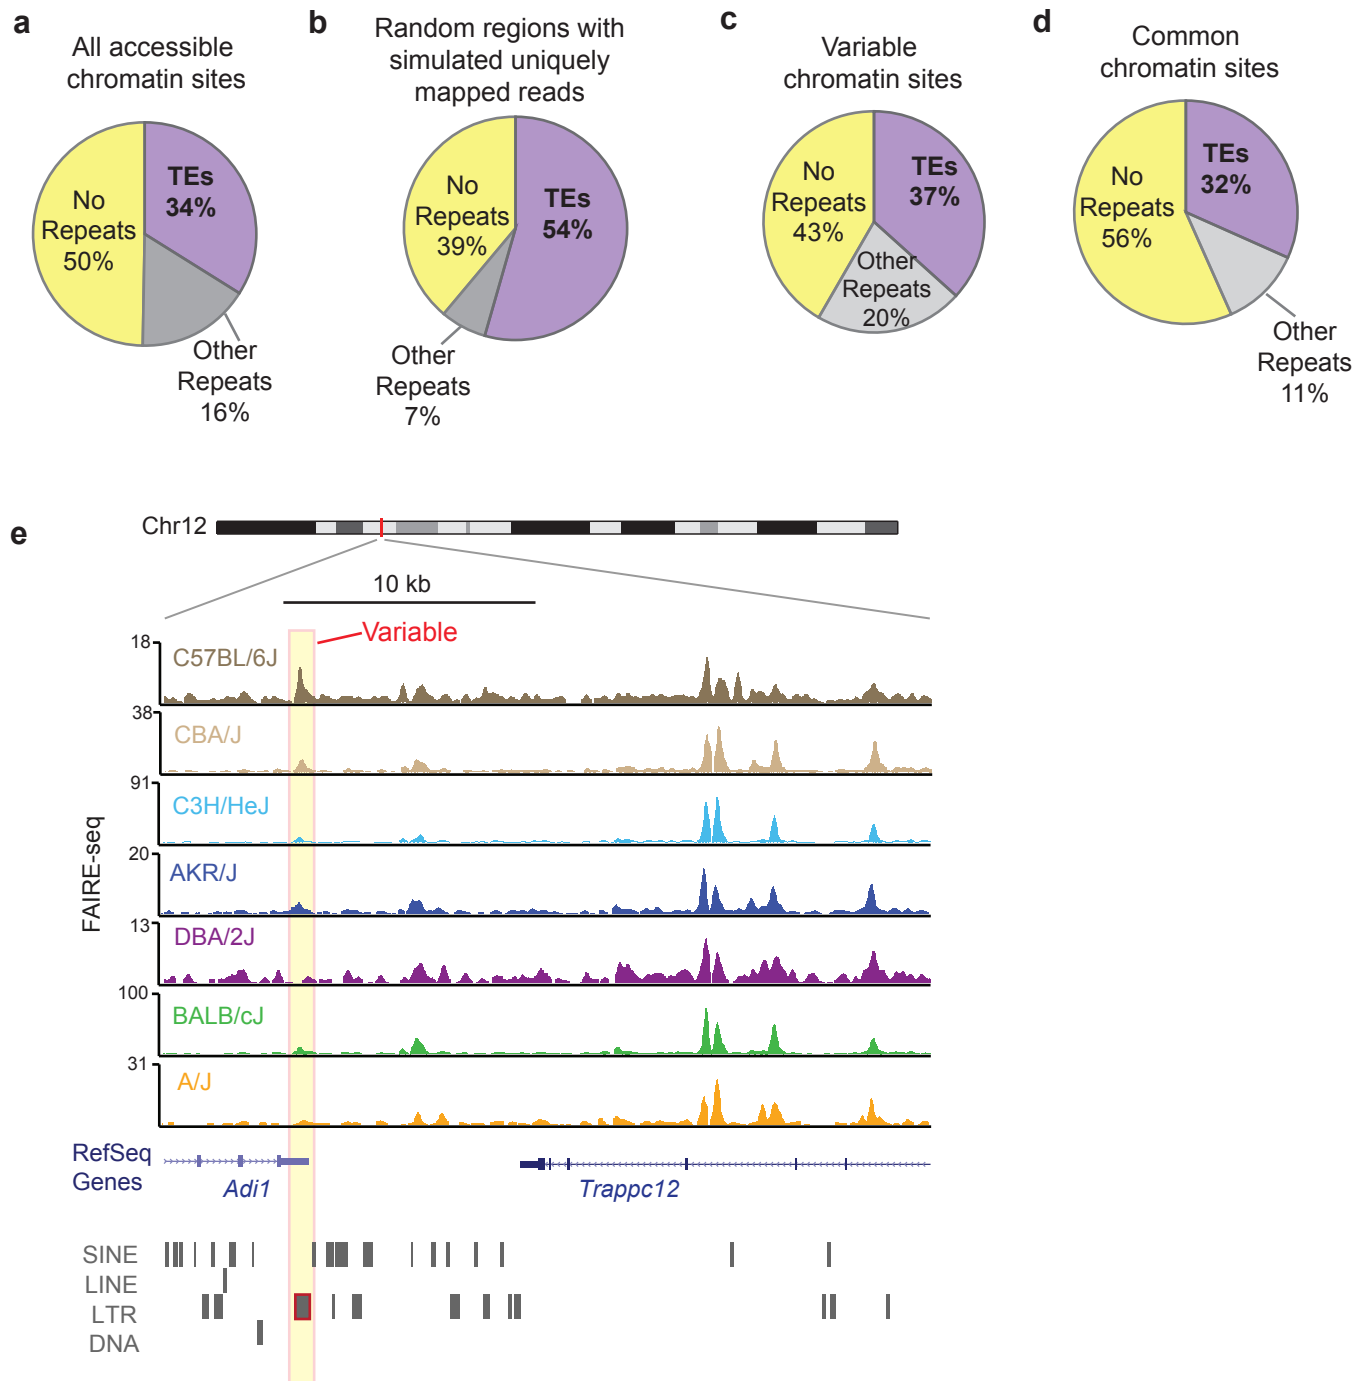 a
All accessible
chromatin sites
No
Repeats
50%
TEs
34%
Other
Repeats
16%
b
Random regions with
simulated uniquely
mapped reads
No
Repeats
39%
TEs
54%
Other
Repeats
7%
c
Variable
chromatin sites
No
Repeats
43%
TEs
37%
Other
Repeats
20%
d
Common
chromatin sites
No
Repeats
56%
TEs
32%
Other
Repeats
11%
e
Chr12
10 kb
Variable
FAIRE-seq
18
C57BL/6J
38
CBA/J
91
C3H/HeJ
20
AKR/J
13
DBA/2J
100
BALB/cJ
31
A/J
RefSeq
Genes
Adi1
Trappc12
SINE
LINE
LTR
DNA